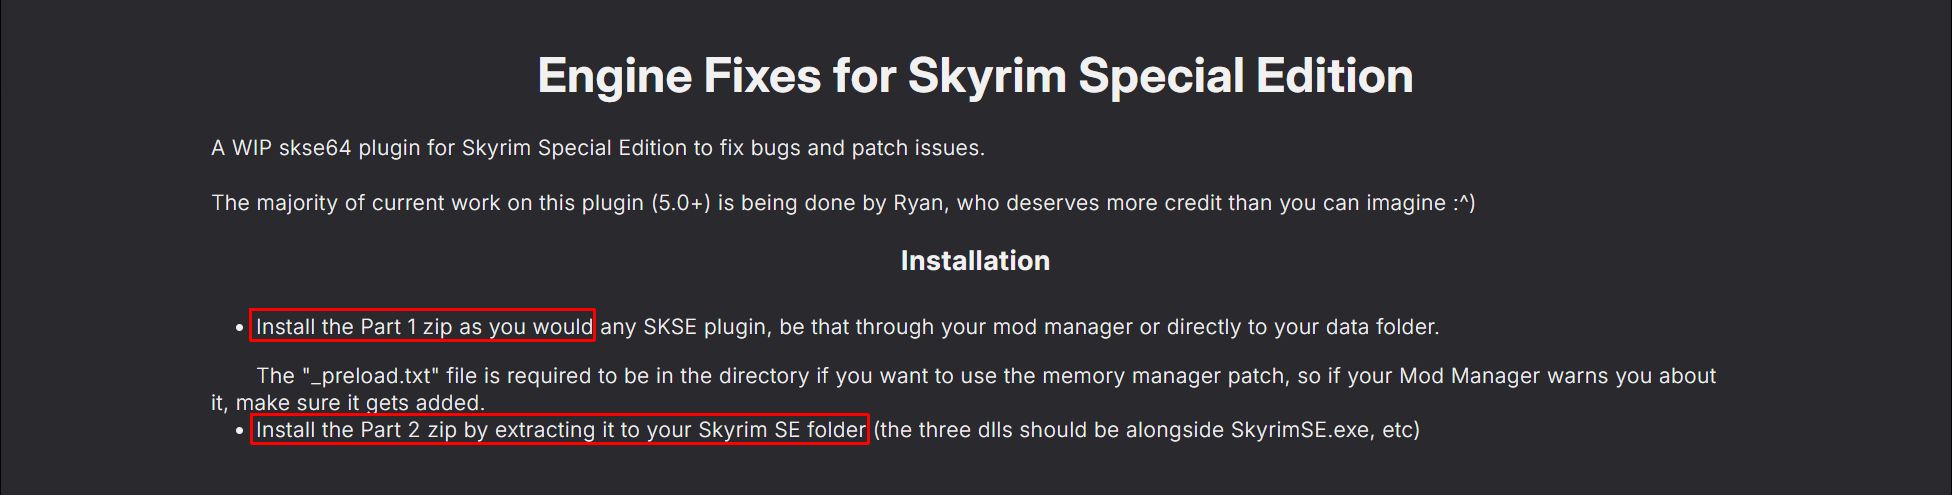 Engine Fixes for Skyrim Special Edition
A WIP skse64 plugin for Skyrim Special Edition to fix bugs and patch issues.
The majority of current work on this plugin (5.0+) is being done by Ryan, who deserves more credit than you can imagine :^)
Installation
• Install the Part 1 zip as you would any SKSE plugin, be that through your mod manager or directly to your data folder.
The "_preload.txt" file is required to be in the directory if you want to use the memory manager patch, so if your Mod Manager warns you about
it, make sure it gets added.
• Install the Part 2 zip by extracting it to your Skyrim SE folder (the three dlls should be alongside SkyrimSE.exe, etc)